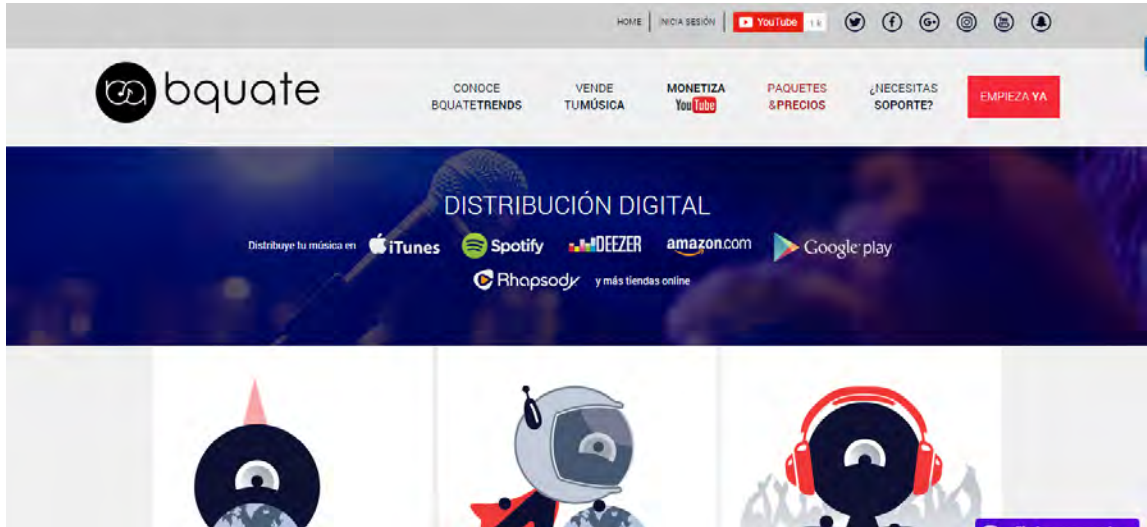 HOME
INICIA SESIÓN
YouTube 1 k
bquate
CONOCE
BQUATETRENDS
VENDE
TUMÚSICA
MONETIZA
YouTube
PAQUETES
&PRECIOS
¿NECESITAS
SOPORTE?
EMPIEZA YA
DISTRIBUCIÓN DIGITAL
Distribuye tu música en iTunes Spotify DEEZER amazon.com Google play
Rhapsody y más tiendas online